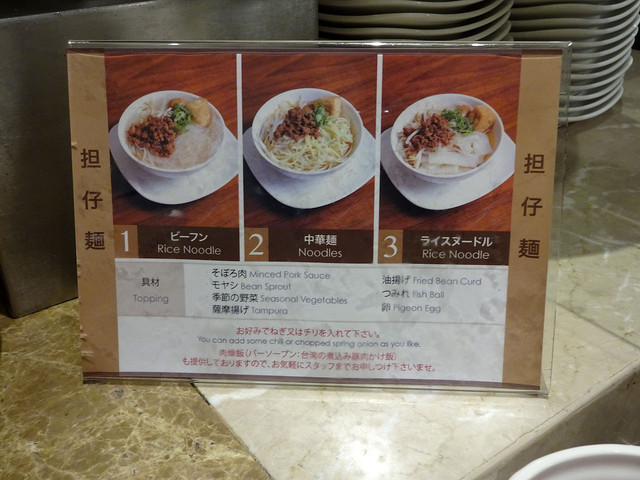 担仔麺
1 ビーフン
Rice Noodle
2 中華麺
Noodles
3 ライスヌードル
Rice Noodle
担仔麺
具材
Topping
そぼろ肉 Minced Pork Sauce
モヤシ Bean Sprout
季節の野菜 Seasonal Vegetables
薩摩揚げ Tampura
油揚げ Fried Bean Curd
つみれ Fish Ball
卵 Pigeon Egg
お好みでねぎ又はチリを入れて下さい。
You can add some chili or chopped spring onion as you like.
肉燥飯(バーソープン:台湾の煮込み豚肉かけ飯)
も提供しておりますので、お気軽にスタッフまでお申しつけ下さいませ。